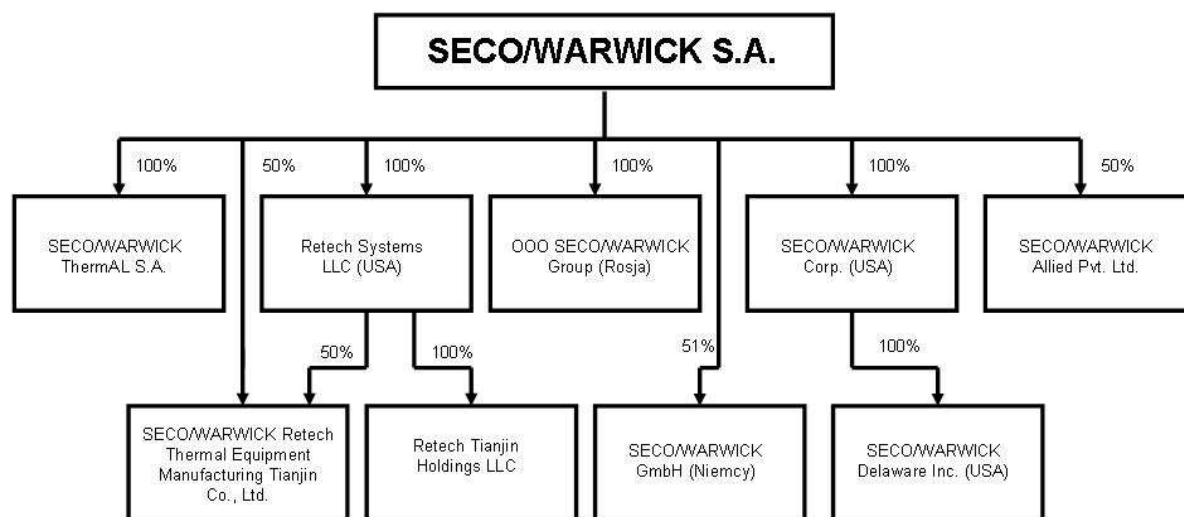 SECO/WARWICK S.A.
100%
50%
100%
100%
100%
50%
SECO/WARWICK
ThermAL S.A.
Retech Systems
LLC (USA)
OOO SECO/WARWICK
Group (Rosja)
SECO/WARWICK
Corp. (USA)
SECO/WARWICK
Allied Pvt. Ltd.
50%
100%
51%
100%
SECO/WARWICK Retech
Thermal Equipment
Manufacturing Tianjin
Co., Ltd.
Retech Tianjin
Holdings LLC
SECO/WARWICK
GmbH (Niemcy)
SECO/WARWICK
Delaware Inc. (USA)